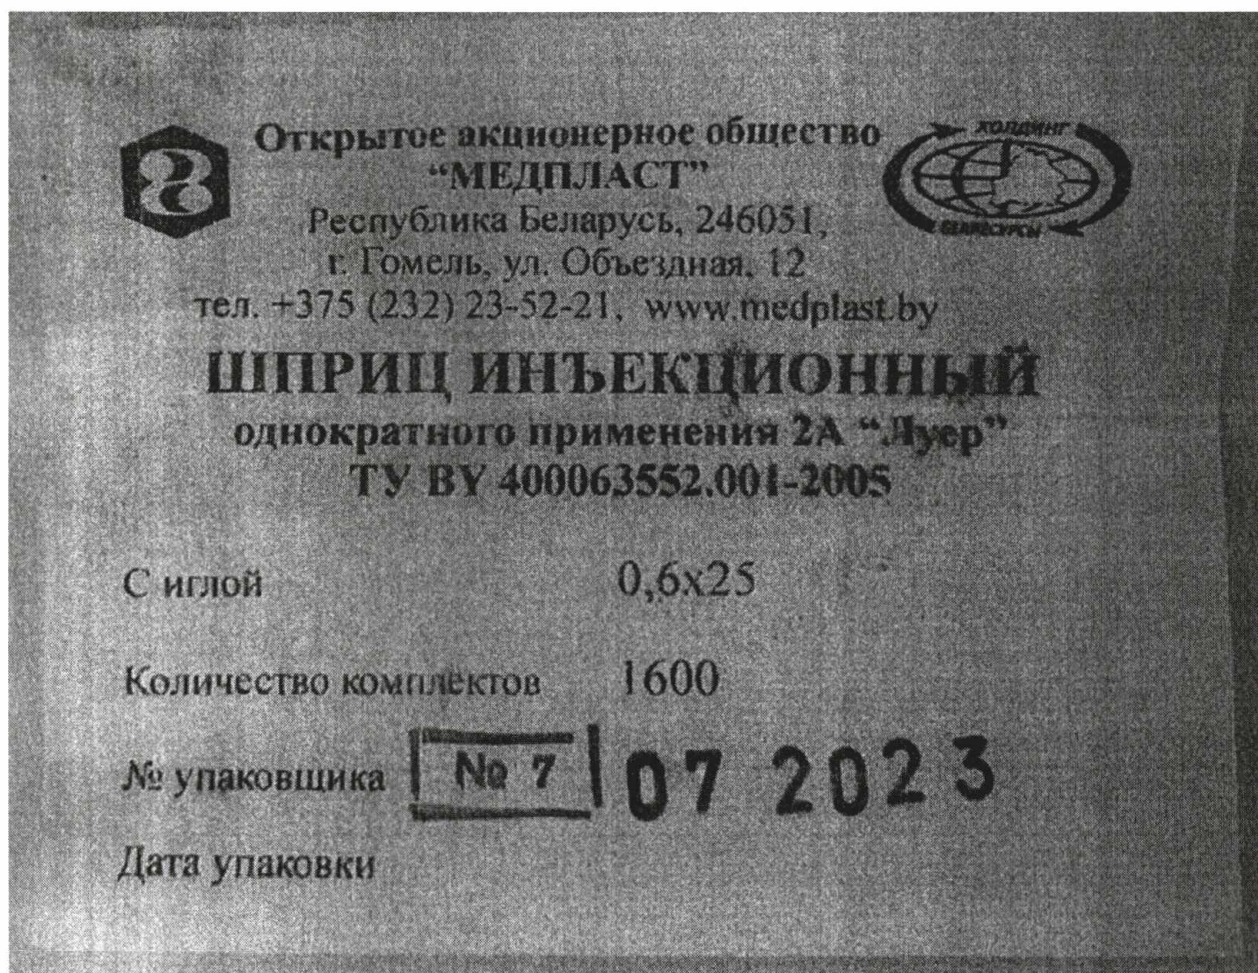 Открытое акционерное общество
“МЕДПЛАСТ”
ХОЛДИНГ
БЕЛРЕСУРСЫ
Республика Беларусь, 246051,
г. Гомель, ул. Объездная, 12
тел. +375 (232) 23-52-21, www.medplast.by
ШПРИЦ ИНЪЕКЦИОННЫЙ
однократного применения 2А “Луер”
ТУ BY 400063552.001-2005
С иглой 0,6х25
Количество комплектов 1600
№ упаковщика № 7 07 2023
Дата упаковки